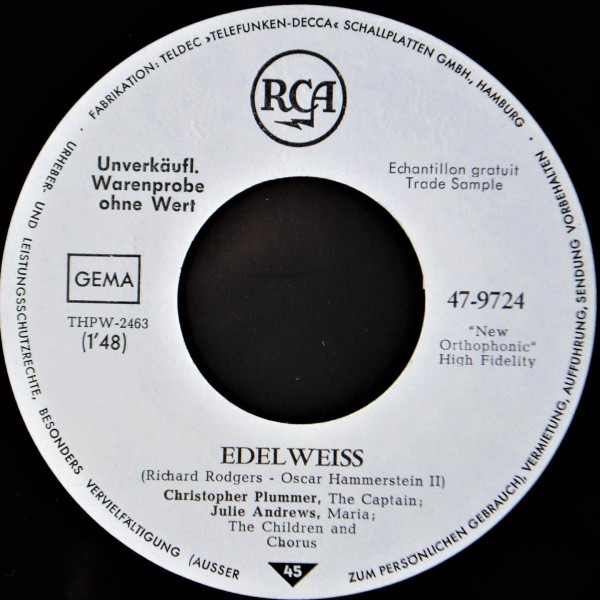 · FABRIKATION: TELDEC »TELEFUNKEN-DECCA« SCHALLPLATTEN GMBH., HAMBURG ·
URHEBER- UND LEISTUNGSSCHUTZRECHTE, BESONDERS VERVIELFÄLTIGUNG (AUSSER
ZUM PERSÖNLICHEN GEBRAUCH), VERMIETUNG, AUFFÜHRUNG, SENDUNG VORBEHALTEN ·
RCA
Unverkäufl.
Warenprobe
ohne Wert
Echantillon gratuit
Trade Sample
GEMA
THPW-2463
(1'48)
47-9724
"New
Orthophonic"
High Fidelity
EDELWEISS
(Richard Rodgers - Oscar Hammerstein II)
Christopher Plummer, The Captain;
Julie Andrews, Maria;
The Children and
Chorus
45